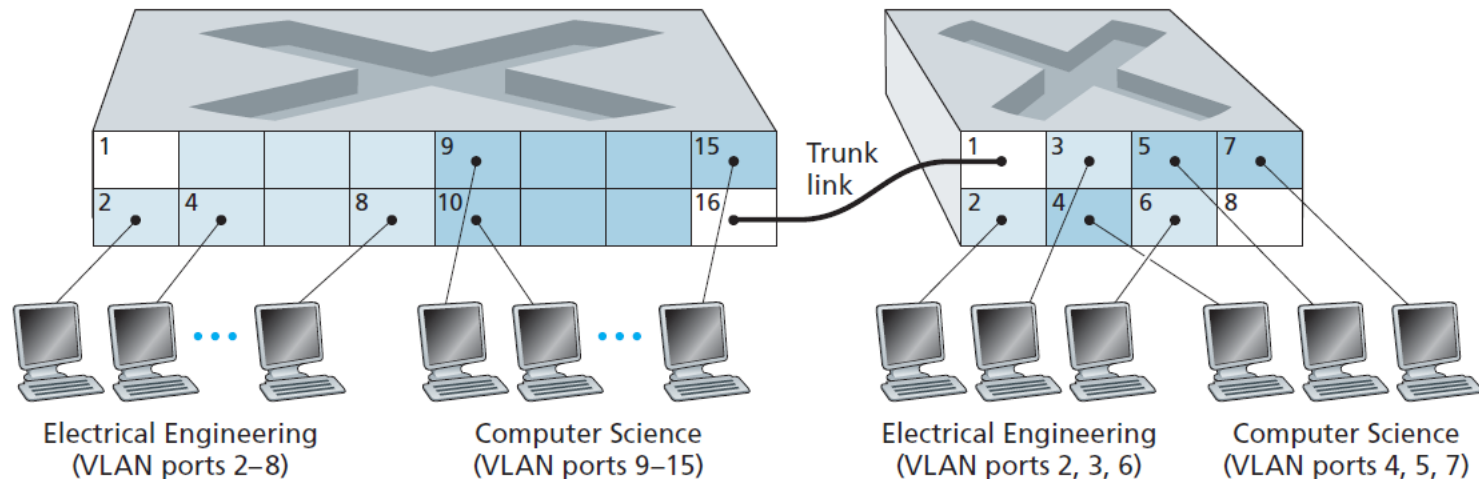 1
9
15
2
4
8
10
16
Trunk
link
1
3
5
7
2
4
6
8
Electrical Engineering
(VLAN ports 2–8)
Computer Science
(VLAN ports 9–15)
Electrical Engineering
(VLAN ports 2, 3, 6)
Computer Science
(VLAN ports 4, 5, 7)